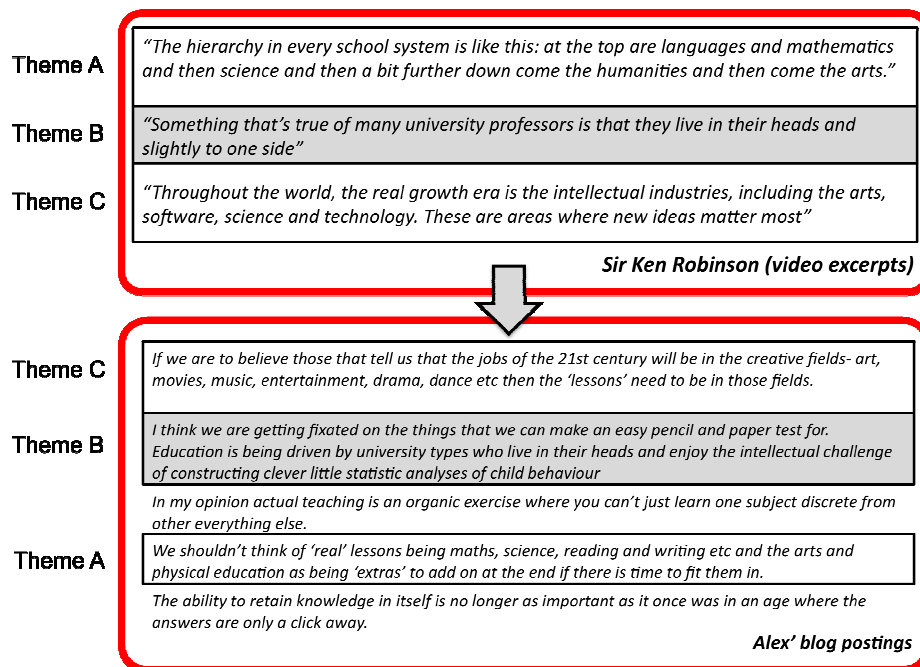 Theme A
“The hierarchy in every school system is like this: at the top are languages and mathematics
and then science and then a bit further down come the humanities and then come the arts.”
Theme B
“Something that’s true of many university professors is that they live in their heads and
slightly to one side”
Theme C
“Throughout the world, the real growth era is the intellectual industries, including the arts,
software, science and technology. These are areas where new ideas matter most”
Sir Ken Robinson (video excerpts)
Theme C
If we are to believe those that tell us that the jobs of the 21st century will be in the creative fields- art,
movies, music, entertainment, drama, dance etc then the ‘lessons’ need to be in those fields.
Theme B
I think we are getting fixated on the things that we can make an easy pencil and paper test for.
Education is being driven by university types who live in their heads and enjoy the intellectual challenge
of constructing clever little statistic analyses of child behaviour
In my opinion actual teaching is an organic exercise where you can’t just learn one subject discrete from
other everything else.
Theme A
We shouldn’t think of ‘real’ lessons being maths, science, reading and writing etc and the arts and
physical education as being ‘extras’ to add on at the end if there is time to fit them in.
The ability to retain knowledge in itself is no longer as important as it once was in an age where the
answers are only a click away.
Alex’ blog postings